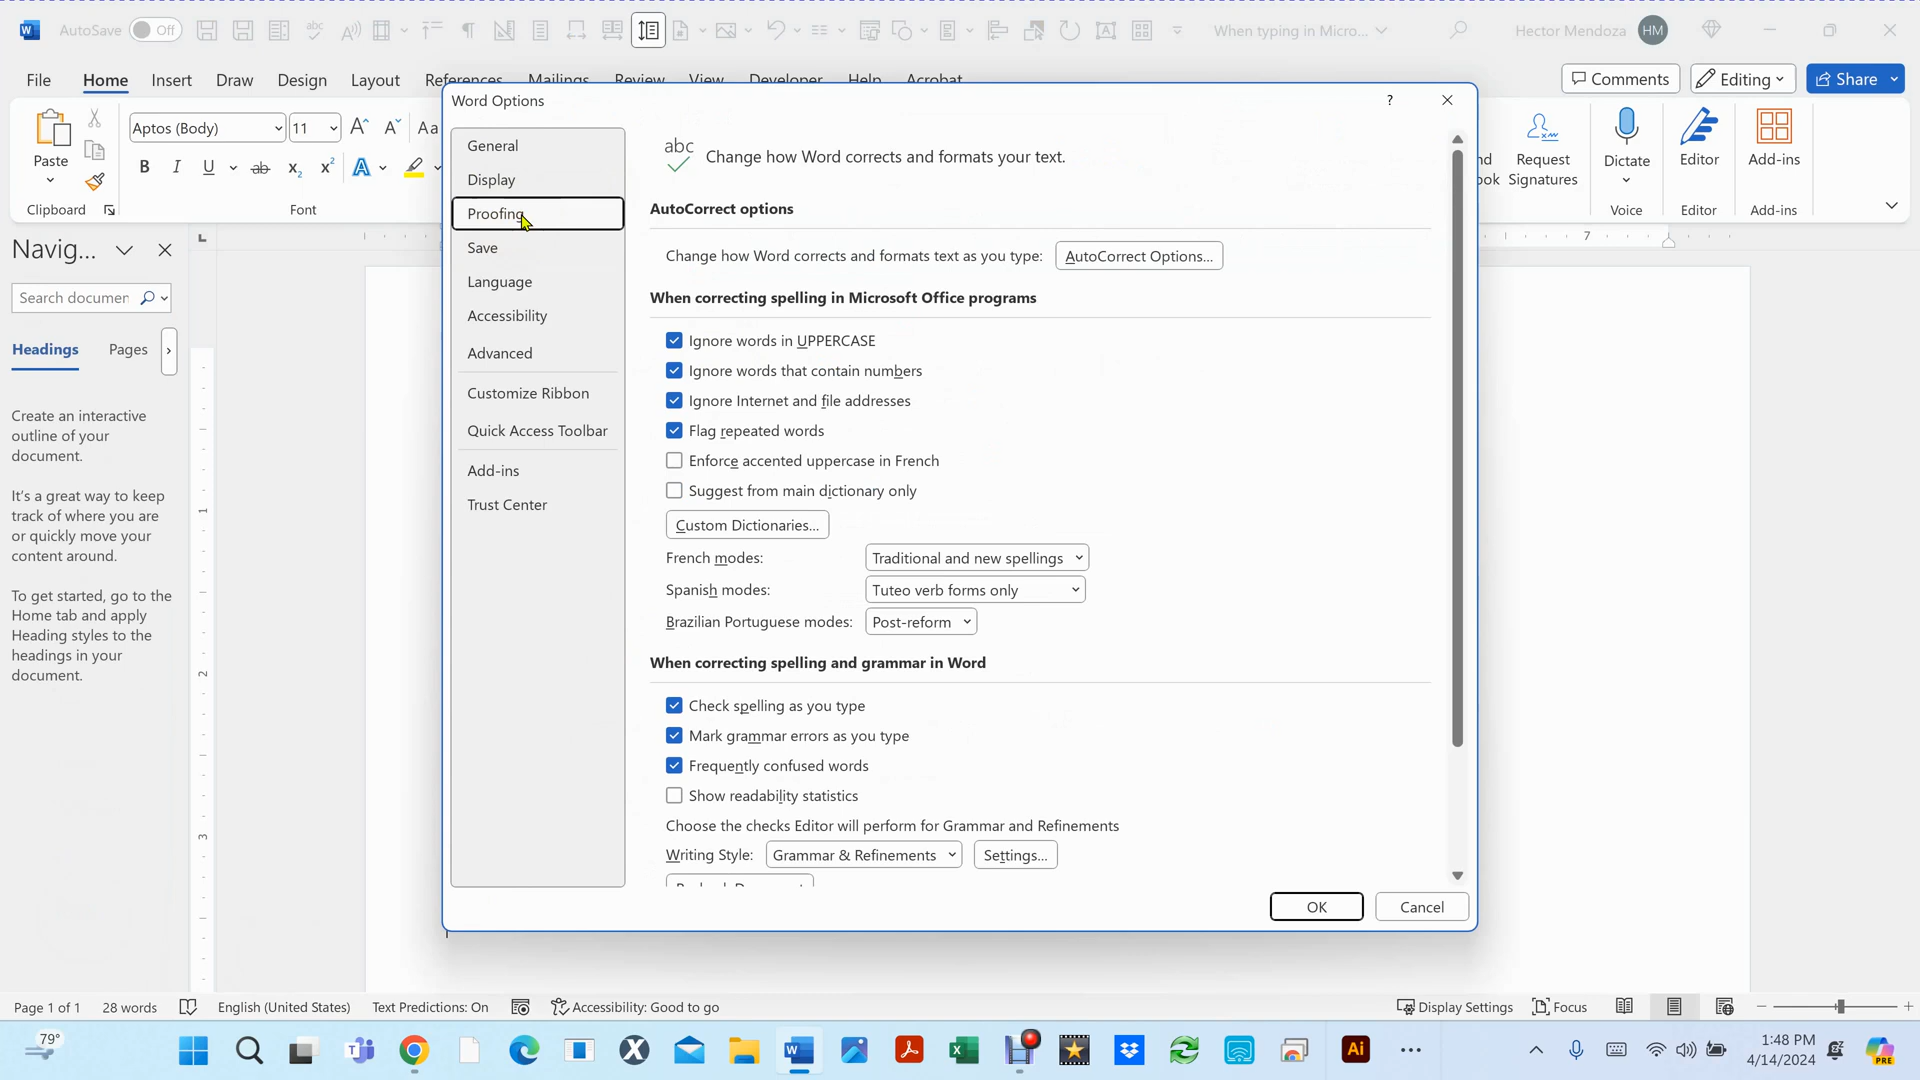 AutoSave Off When typing in Micro... Hector Mendoza HM
File Home Insert Draw Design Layout References Mailings Review View Developer Help Acrobat Comments Editing Share
Word Options ?
Aptos (Body) 11 Aa
Paste B I U ab X₂ X² A
Clipboard Font
Request Signatures Dictate Editor Add-ins
Voice Editor Add-ins
General
Display
Proofing
Save
Language
Accessibility
Advanced
Customize Ribbon
Quick Access Toolbar
Add-ins
Trust Center
abc Change how Word corrects and formats your text.
AutoCorrect options
Change how Word corrects and formats text as you type: AutoCorrect Options...
When correcting spelling in Microsoft Office programs
Ignore words in UPPERCASE
Ignore words that contain numbers
Ignore Internet and file addresses
Flag repeated words
Enforce accented uppercase in French
Suggest from main dictionary only
Custom Dictionaries...
French modes: Traditional and new spellings
Spanish modes: Tuteo verb forms only
Brazilian Portuguese modes: Post-reform
When correcting spelling and grammar in Word
Check spelling as you type
Mark grammar errors as you type
Frequently confused words
Show readability statistics
Choose the checks Editor will perform for Grammar and Refinements
Writing Style: Grammar & Refinements Settings...
OK Cancel
Navig...
Search documen
Headings Pages
Create an interactive
outline of your
document.
It's a great way to keep
track of where you are
or quickly move your
content around.
To get started, go to the
Home tab and apply
Heading styles to the
headings in your
document.
7
1
2
3
Page 1 of 1 28 words English (United States) Text Predictions: On Accessibility: Good to go Display Settings Focus
79° Ai 1:48 PM
4/14/2024 PRE